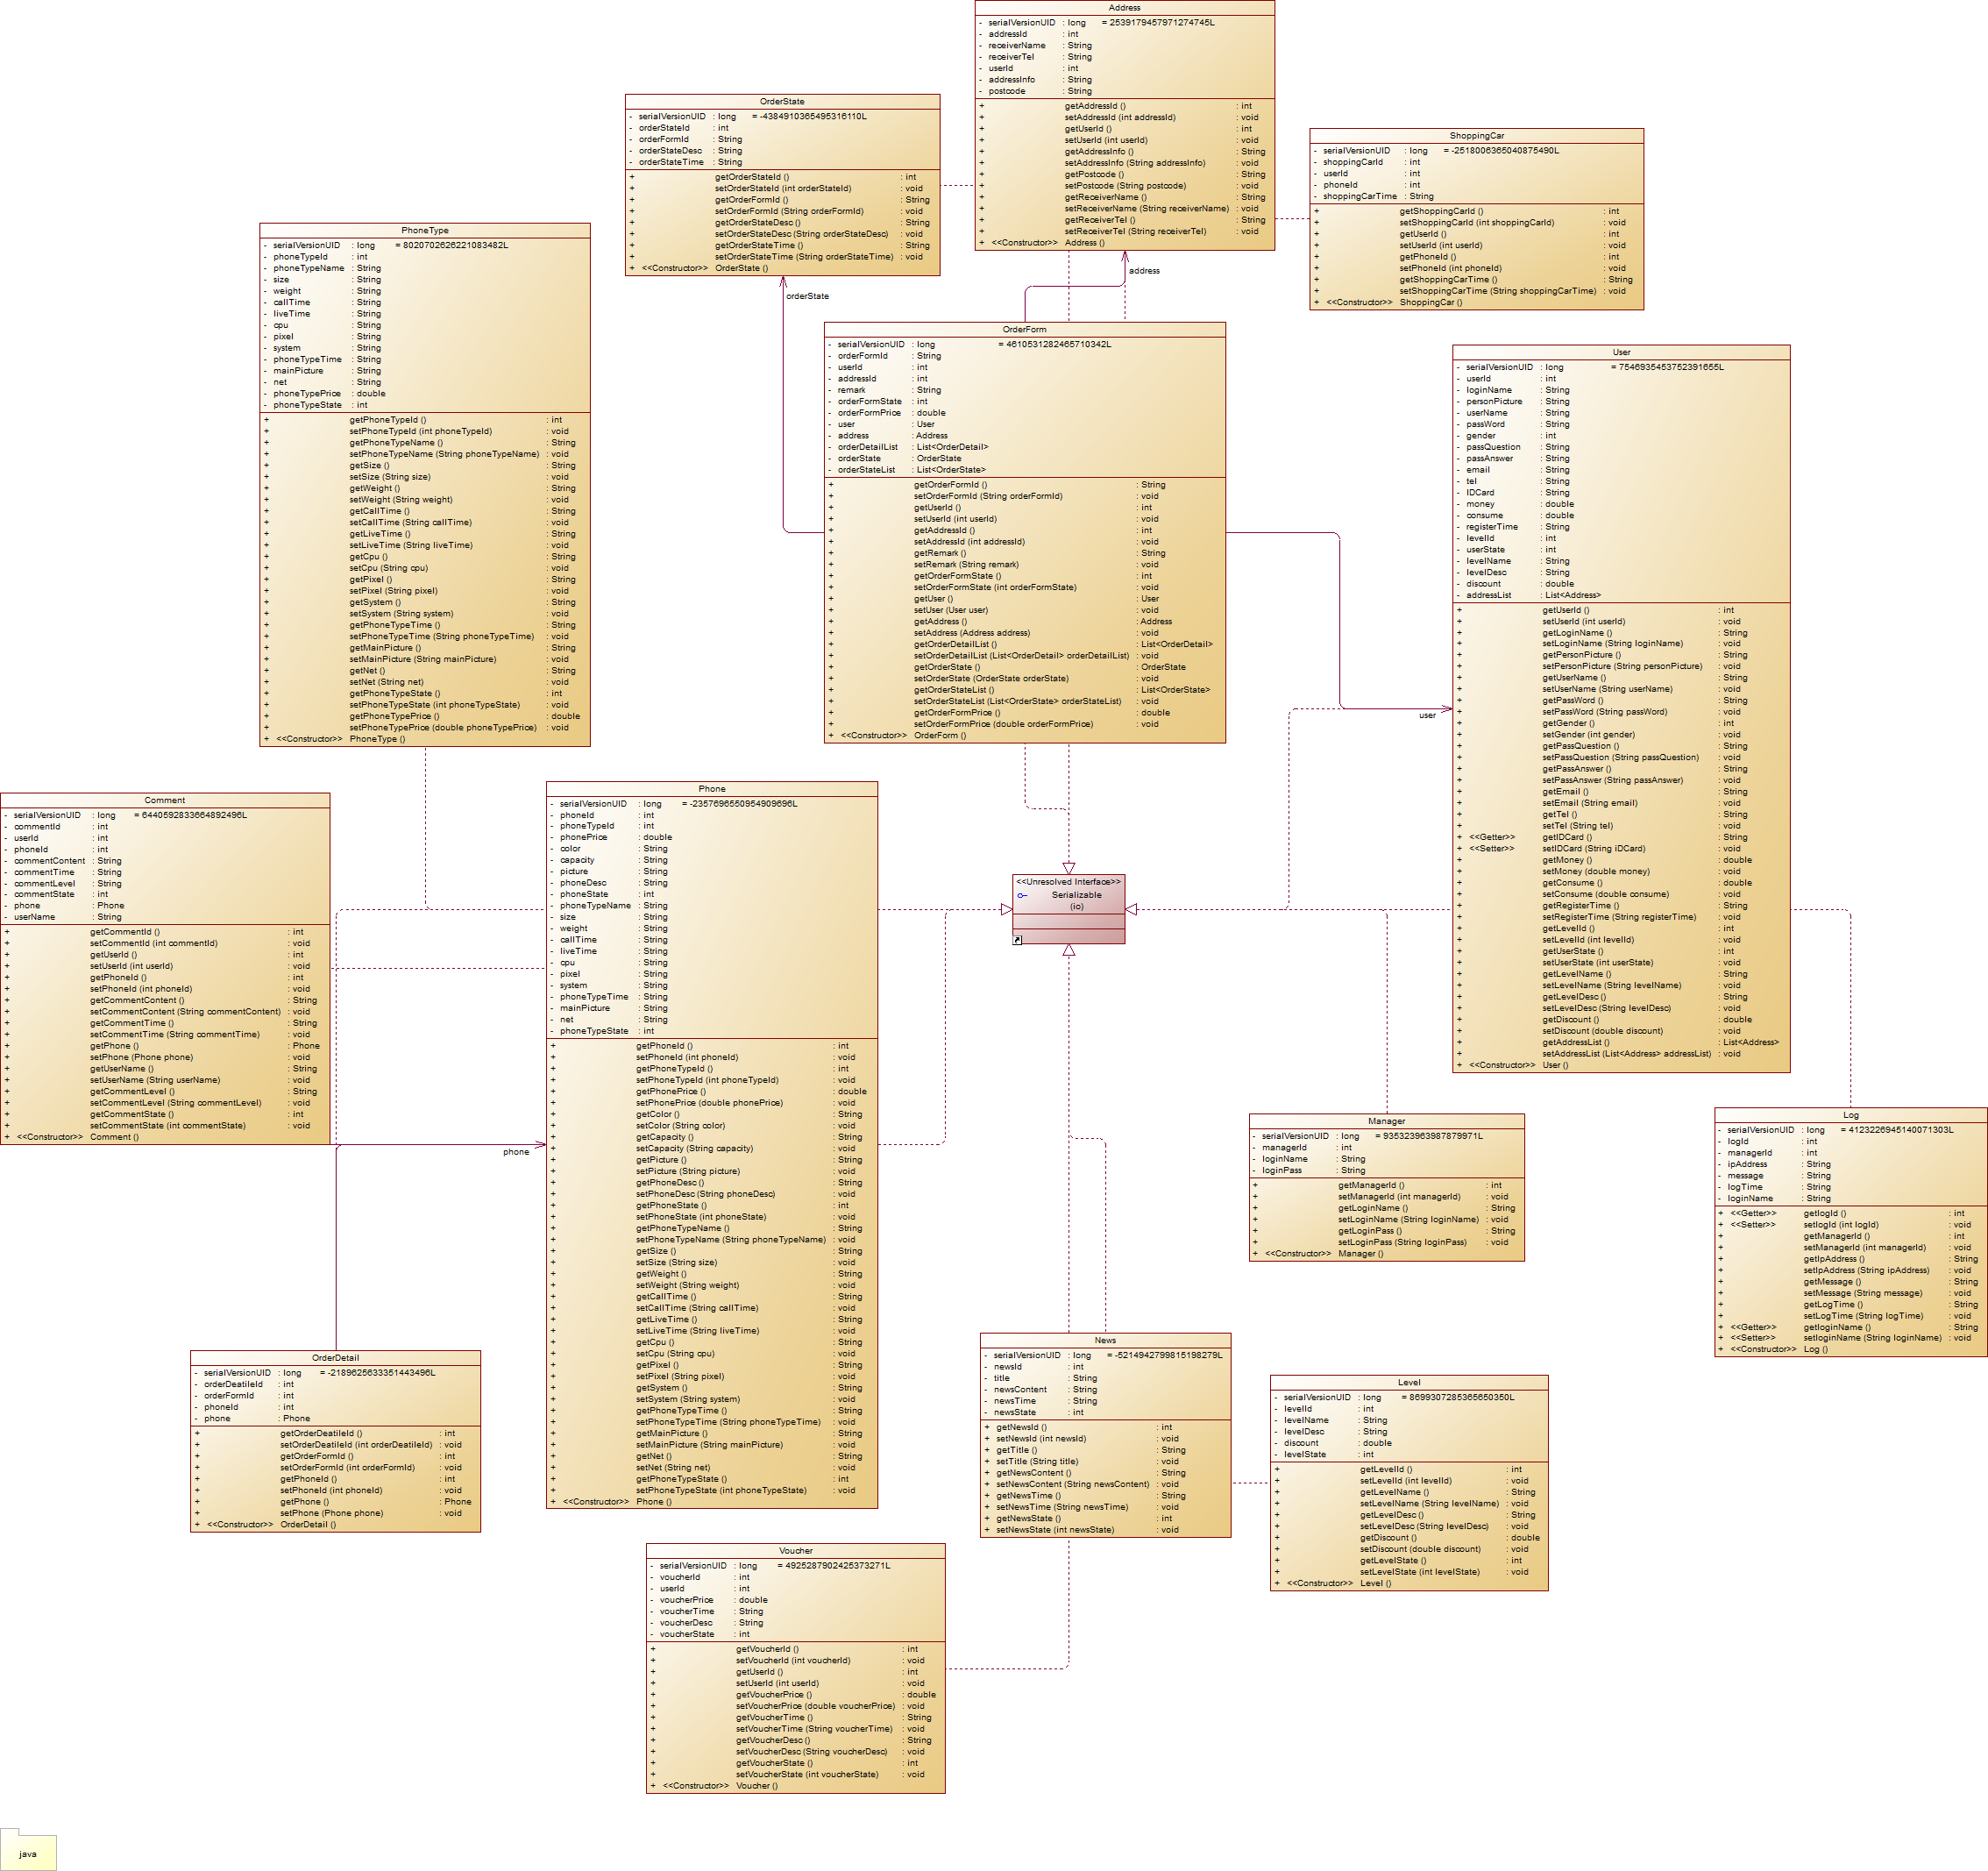 Address
- serialVersionUID : long = 2539179457971274745L
- addressId : int
- receiverName : String
- receiverTel : String
- userId : int
- addressInfo : String
- postcode : String
+ getAddressId () : int
+ setAddressId (int addressId) : void
+ getUserId () : int
+ setUserId (int userId) : void
+ getAddressInfo () : String
+ setAddressInfo (String addressInfo) : void
+ getPostcode () : String
+ setPostcode (String postcode) : void
+ getReceiverName () : String
+ setReceiverName (String receiverName) : void
+ getReceiverTel () : String
+ setReceiverTel (String receiverTel) : void
+ <<Constructor>> Address ()
OrderState
- serialVersionUID : long = -4384910365495316110L
- orderStateId : int
- orderFormId : String
- orderStateDesc : String
- orderStateTime : String
+ getOrderStateId () : int
+ setOrderStateId (int orderStateId) : void
+ getOrderFormId () : String
+ setOrderFormId (String orderFormId) : void
+ getOrderStateDesc () : String
+ setOrderStateDesc (String orderStateDesc) : void
+ getOrderStateTime () : String
+ setOrderStateTime (String orderStateTime) : void
+ <<Constructor>> OrderState ()
ShoppingCar
- serialVersionUID : long = -2518006365040875490L
- shoppingCarId : int
- userId : int
- phoneId : int
- shoppingCarTime : String
+ getShoppingCarId () : int
+ setShoppingCarId (int shoppingCarId) : void
+ getUserId () : int
+ setUserId (int userId) : void
+ getPhoneId () : int
+ setPhoneId (int phoneId) : void
+ getShoppingCarTime () : String
+ setShoppingCarTime (String shoppingCarTime) : void
+ <<Constructor>> ShoppingCar ()
PhoneType
- serialVersionUID : long = 8020702626221083482L
- phoneTypeId : int
- phoneTypeName : String
- size : String
- weight : String
- callTime : String
- liveTime : String
- cpu : String
- pixel : String
- system : String
- phoneTypeTime : String
- mainPicture : String
- net : String
- phoneTypePrice : double
- phoneTypeState : int
+ getPhoneTypeId () : int
+ setPhoneTypeId (int phoneTypeId) : void
+ getPhoneTypeName () : String
+ setPhoneTypeName (String phoneTypeName) : void
+ getSize () : String
+ setSize (String size) : void
+ getWeight () : String
+ setWeight (String weight) : void
+ getCallTime () : String
+ setCallTime (String callTime) : void
+ getLiveTime () : String
+ setLiveTime (String liveTime) : void
+ getCpu () : String
+ setCpu (String cpu) : void
+ getPixel () : String
+ setPixel (String pixel) : void
+ getSystem () : String
+ setSystem (String system) : void
+ getPhoneTypeTime () : String
+ setPhoneTypeTime (String phoneTypeTime) : void
+ getMainPicture () : String
+ setMainPicture (String mainPicture) : void
+ getNet () : String
+ setNet (String net) : void
+ getPhoneTypeState () : int
+ setPhoneTypeState (int phoneTypeState) : void
+ getPhoneTypePrice () : double
+ setPhoneTypePrice (double phoneTypePrice) : void
+ <<Constructor>> PhoneType ()
address
orderState
OrderForm
- serialVersionUID : long = 4610531282465710342L
- orderFormId : String
- userId : int
- addressId : int
- remark : String
- orderFormState : int
- orderFormPrice : double
- user : User
- address : Address
- orderDetailList : List<OrderDetail>
- orderState : OrderState
- orderStateList : List<OrderState>
+ getOrderFormId () : String
+ setOrderFormId (String orderFormId) : void
+ getUserId () : int
+ setUserId (int userId) : void
+ getAddressId () : int
+ setAddressId (int addressId) : void
+ getRemark () : String
+ setRemark (String remark) : void
+ getOrderFormState () : int
+ setOrderFormState (int orderFormState) : void
+ getUser () : User
+ setUser (User user) : void
+ getAddress () : Address
+ setAddress (Address address) : void
+ getOrderDetailList () : List<OrderDetail>
+ setOrderDetailList (List<OrderDetail> orderDetailList) : void
+ getOrderState () : OrderState
+ setOrderState (OrderState orderState) : void
+ getOrderStateList () : List<OrderState>
+ setOrderStateList (List<OrderState> orderStateList) : void
+ getOrderFormPrice () : double
+ setOrderFormPrice (double orderFormPrice) : void
+ <<Constructor>> OrderForm ()
User
- serialVersionUID : long = 7546935453752391655L
- userId : int
- loginName : String
- personPicture : String
- userName : String
- passWord : String
- gender : int
- passQuestion : String
- passAnswer : String
- email : String
- tel : String
- IDCard : String
- money : double
- consume : double
- registerTime : String
- levelId : int
- userState : int
- levelName : String
- levelDesc : String
- discount : double
- addressList : List<Address>
+ getUserId () : int
+ setUserId (int userId) : void
+ getLoginName () : String
+ setLoginName (String loginName) : void
+ getPersonPicture () : String
+ setPersonPicture (String personPicture) : void
+ getUserName () : String
+ setUserName (String userName) : void
+ getPassWord () : String
+ setPassWord (String passWord) : void
+ getGender () : int
+ setGender (int gender) : void
+ getPassQuestion () : String
+ setPassQuestion (String passQuestion) : void
+ getPassAnswer () : String
+ setPassAnswer (String passAnswer) : void
+ getEmail () : String
+ setEmail (String email) : void
+ getTel () : String
+ setTel (String tel) : void
+ <<Getter>> getIDCard () : String
+ <<Setter>> setIDCard (String iDCard) : void
+ getMoney () : double
+ setMoney (double money) : void
+ getConsume () : double
+ setConsume (double consume) : void
+ getRegisterTime () : String
+ setRegisterTime (String registerTime) : void
+ getLevelId () : int
+ setLevelId (int levelId) : void
+ getUserState () : int
+ setUserState (int userState) : void
+ getLevelName () : String
+ setLevelName (String levelName) : void
+ getLevelDesc () : String
+ setLevelDesc (String levelDesc) : void
+ getDiscount () : double
+ setDiscount (double discount) : void
+ getAddressList () : List<Address>
+ setAddressList (List<Address> addressList) : void
+ <<Constructor>> User ()
user
Comment
- serialVersionUID : long = 6440592833664892496L
- commentId : int
- userId : int
- phoneId : int
- commentContent : String
- commentTime : String
- commentLevel : String
- commentState : int
- phone : Phone
- userName : String
+ getCommentId () : int
+ setCommentId (int commentId) : void
+ getUserId () : int
+ setUserId (int userId) : void
+ getPhoneId () : int
+ setPhoneId (int phoneId) : void
+ getCommentContent () : String
+ setCommentContent (String commentContent) : void
+ getCommentTime () : String
+ setCommentTime (String commentTime) : void
+ getPhone () : Phone
+ setPhone (Phone phone) : void
+ getUserName () : String
+ setUserName (String userName) : void
+ getCommentLevel () : String
+ setCommentLevel (String commentLevel) : void
+ getCommentState () : int
+ setCommentState (int commentState) : void
+ <<Constructor>> Comment ()
phone
Phone
- serialVersionUID : long = -2357696550954909696L
- phoneId : int
- phoneTypeId : int
- phonePrice : double
- color : String
- capacity : String
- picture : String
- phoneDesc : String
- phoneState : int
- phoneTypeName : String
- size : String
- weight : String
- callTime : String
- liveTime : String
- cpu : String
- pixel : String
- system : String
- phoneTypeTime : String
- mainPicture : String
- net : String
- phoneTypeState : int
+ getPhoneId () : int
+ setPhoneId (int phoneId) : void
+ getPhoneTypeId () : int
+ setPhoneTypeId (int phoneTypeId) : void
+ getPhonePrice () : double
+ setPhonePrice (double phonePrice) : void
+ getColor () : String
+ setColor (String color) : void
+ getCapacity () : String
+ setCapacity (String capacity) : void
+ getPicture () : String
+ setPicture (String picture) : void
+ getPhoneDesc () : String
+ setPhoneDesc (String phoneDesc) : void
+ getPhoneState () : int
+ setPhoneState (int phoneState) : void
+ getPhoneTypeName () : String
+ setPhoneTypeName (String phoneTypeName) : void
+ getSize () : String
+ setSize (String size) : void
+ getWeight () : String
+ setWeight (String weight) : void
+ getCallTime () : String
+ setCallTime (String callTime) : void
+ getLiveTime () : String
+ setLiveTime (String liveTime) : void
+ getCpu () : String
+ setCpu (String cpu) : void
+ getPixel () : String
+ setPixel (String pixel) : void
+ getSystem () : String
+ setSystem (String system) : void
+ getPhoneTypeTime () : String
+ setPhoneTypeTime (String phoneTypeTime) : void
+ getMainPicture () : String
+ setMainPicture (String mainPicture) : void
+ getNet () : String
+ setNet (String net) : void
+ getPhoneTypeState () : int
+ setPhoneTypeState (int phoneTypeState) : void
+ <<Constructor>> Phone ()
<<Unresolved Interface>>
Serializable
(io)
Manager
- serialVersionUID : long = 935323963987879971L
- managerId : int
- loginName : String
- loginPass : String
+ getManagerId () : int
+ setManagerId (int managerId) : void
+ getLoginName () : String
+ setLoginName (String loginName) : void
+ getLoginPass () : String
+ setLoginPass (String loginPass) : void
+ <<Constructor>> Manager ()
Log
- serialVersionUID : long = 4123226945140071303L
- logId : int
- managerId : int
- ipAddress : String
- message : String
- logTime : String
- loginName : String
+ <<Getter>> getlogId () : int
+ <<Setter>> setlogId (int logId) : void
+ getManagerId () : int
+ setManagerId (int managerId) : void
+ getIpAddress () : String
+ setIpAddress (String ipAddress) : void
+ getMessage () : String
+ setMessage (String message) : void
+ getLogTime () : String
+ setLogTime (String logTime) : void
+ <<Getter>> getloginName () : String
+ <<Setter>> setloginName (String loginName) : void
+ <<Constructor>> Log ()
OrderDetail
- serialVersionUID : long = -2189625633351443496L
- orderDeatileId : int
- orderFormId : int
- phoneId : int
- phone : Phone
+ getOrderDeatileId () : int
+ setOrderDeatileId (int orderDeatileId) : void
+ getOrderFormId () : int
+ setOrderFormId (int orderFormId) : void
+ getPhoneId () : int
+ setPhoneId (int phoneId) : void
+ getPhone () : Phone
+ setPhone (Phone phone) : void
+ <<Constructor>> OrderDetail ()
News
- serialVersionUID : long = -5214942799815198279L
- newsId : int
- title : String
- newsContent : String
- newsTime : String
- newsState : int
+ getNewsId () : int
+ setNewsId (int newsId) : void
+ getTitle () : String
+ setTitle (String title) : void
+ getNewsContent () : String
+ setNewsContent (String newsContent) : void
+ getNewsTime () : String
+ setNewsTime (String newsTime) : void
+ getNewsState () : int
+ setNewsState (int newsState) : void
Level
- serialVersionUID : long = 8699307285365650350L
- levelId : int
- levelName : String
- levelDesc : String
- discount : double
- levelState : int
+ getLevelId () : int
+ setLevelId (int levelId) : void
+ getLevelName () : String
+ setLevelName (String levelName) : void
+ getLevelDesc () : String
+ setLevelDesc (String levelDesc) : void
+ getDiscount () : double
+ setDiscount (double discount) : void
+ getLevelState () : int
+ setLevelState (int levelState) : void
+ <<Constructor>> Level ()
Voucher
- serialVersionUID : long = 4925287902425373271L
- voucherId : int
- userId : int
- voucherPrice : double
- voucherTime : String
- voucherDesc : String
- voucherState : int
+ getVoucherId () : int
+ setVoucherId (int voucherId) : void
+ getUserId () : int
+ setUserId (int userId) : void
+ getVoucherPrice () : double
+ setVoucherPrice (double voucherPrice) : void
+ getVoucherTime () : String
+ setVoucherTime (String voucherTime) : void
+ getVoucherDesc () : String
+ setVoucherDesc (String voucherDesc) : void
+ getVoucherState () : int
+ setVoucherState (int voucherState) : void
+ <<Constructor>> Voucher ()
java